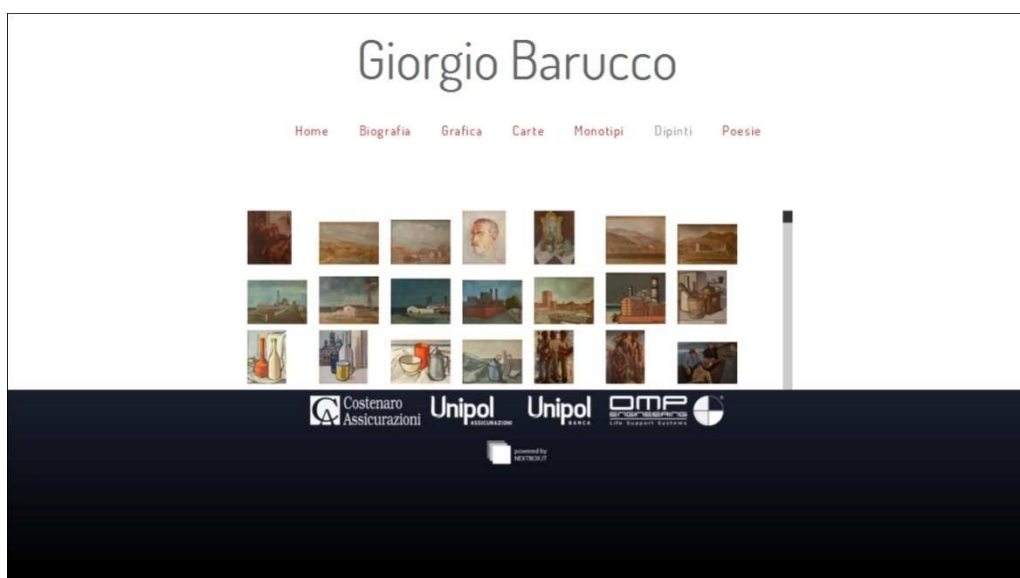 Giorgio Barucco
Home Biografia Grafica Carte Monotipi Dipinti Poesie
Costenaro
Assicurazioni
Unipol
ASSICURAZIONI
Unipol
BANCA
OMP
ENGINEERING
Life Support Systems
powered by
NEXTBOX.IT